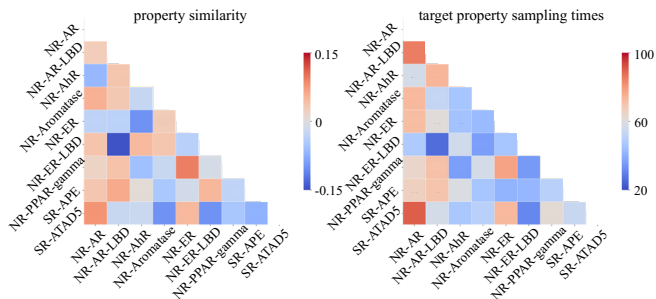 property similarity
NR-AR
NR-AR-LBD
NR-AhR
NR-Aromatase
NR-ER
NR-ER-LBD
NR-PPAR-gamma
SR-APE
SR-ATAD5
0.15
0
-0.15
NR-AR
NR-AR-LBD
NR-AhR
NR-Aromatase
NR-ER
NR-ER-LBD
NR-PPAR-gamma
SR-APE
SR-ATAD5
target property sampling times
NR-AR
NR-AR-LBD
NR-AhR
NR-Aromatase
NR-ER
NR-ER-LBD
NR-PPAR-gamma
SR-APE
SR-ATAD5
100
60
20
NR-AR
NR-AR-LBD
NR-AhR
NR-Aromatase
NR-ER
NR-ER-LBD
NR-PPAR-gamma
SR-APE
SR-ATAD5